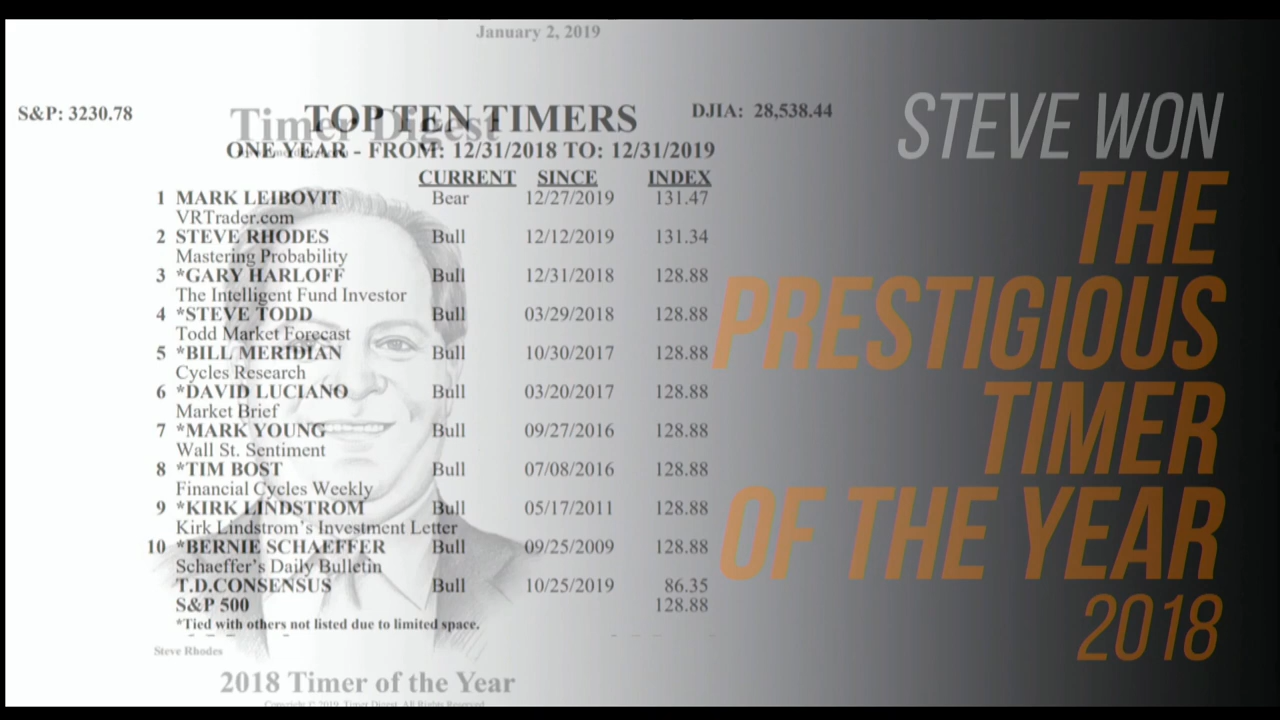 January 2, 2019
S&P: 3230.78
Timer Digest
TOP TEN TIMERS
DJIA: 28,538.44
ONE YEAR - FROM: 12/31/2018 TO: 12/31/2019
CURRENT SINCE INDEX
1 MARK LEIBOVIT Bear 12/27/2019 131.47
VRTrader.com
2 STEVE RHODES Bull 12/12/2019 131.34
Mastering Probability
3 *GARY HARLOFF Bull 12/31/2018 128.88
The Intelligent Fund Investor
4 *STEVE TODD Bull 03/29/2018 128.88
Todd Market Forecast
5 *BILL MERIDIAN Bull 10/30/2017 128.88
Cycles Research
6 *DAVID LUCIANO Bull 03/20/2017 128.88
Market Brief
7 *MARK YOUNG Bull 09/27/2016 128.88
Wall St. Sentiment
8 *TIM BOST Bull 07/08/2016 128.88
Financial Cycles Weekly
9 *KIRK LINDSTROM Bull 05/17/2011 128.88
Kirk Lindstrom's Investment Letter
10 *BERNIE SCHAEFFER Bull 09/25/2009 128.88
Schaeffer's Daily Bulletin
T.D.CONSENSUS Bull 10/25/2019 86.35
S&P 500 128.88
*Tied with others not listed due to limited space.
Steve Rhodes
2018 Timer of the Year
Copyright © 2019, Timer Digest, All Rights Reserved
STEVE WON
THE
PRESTIGIOUS
TIMER
OF THE YEAR
2018